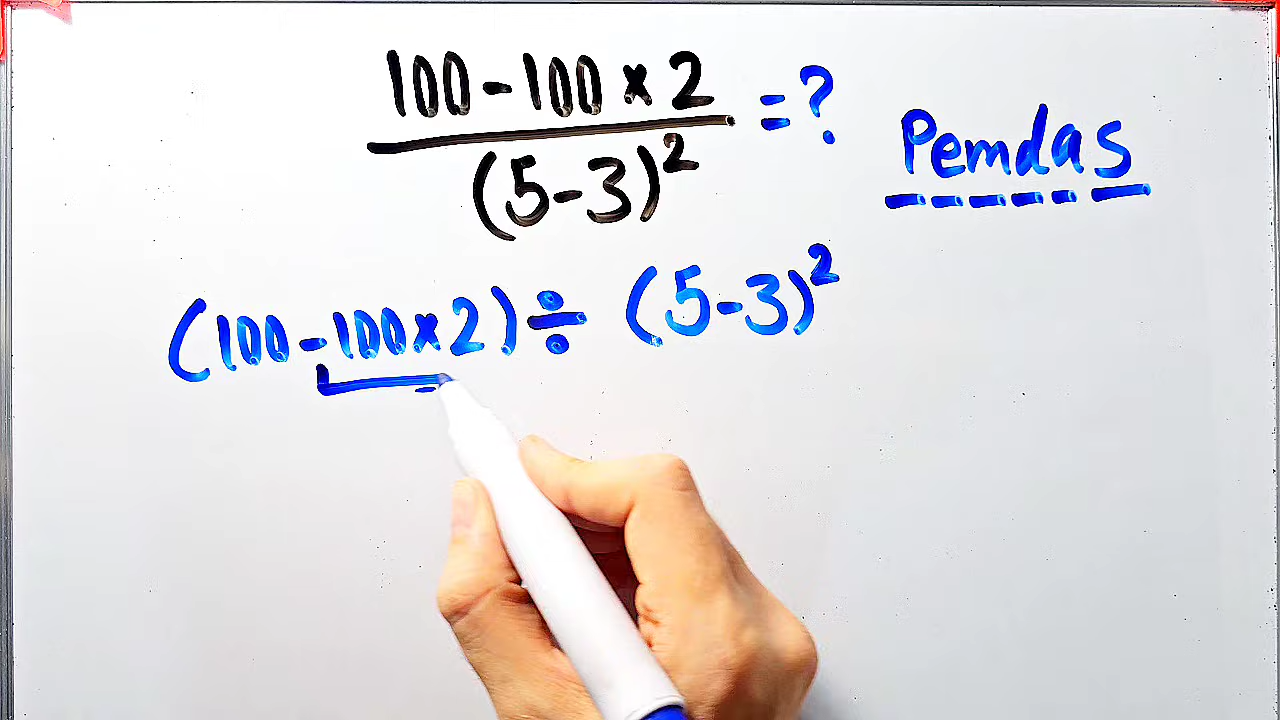 100 - 100 × 2
= ?
(5 - 3)²
Pemdas
(100 - 100 × 2) ÷ (5 - 3)²